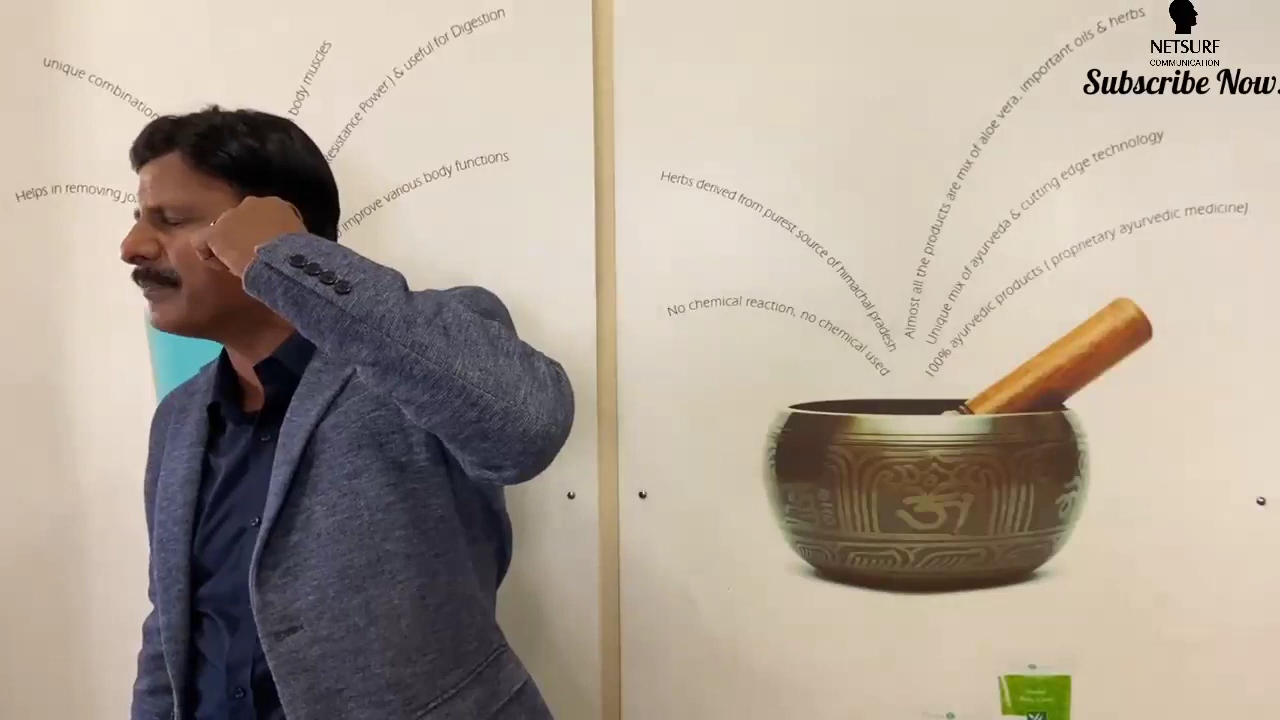 unique combination
Helps in removing jo
body muscles
resistance Power ) & useful for Digestion
improve various body functions
Herbs derived from purest source of himachal pradesh
No chemical reaction, no chemical used
Almost all the products are mix of aloe vera, important oils & herbs
Unique mix of ayurveda & cutting edge technology
100% ayurvedic products ( proprietary ayurvedic medicine)
NETSURF
COMMUNICATION
Subscribe Now.